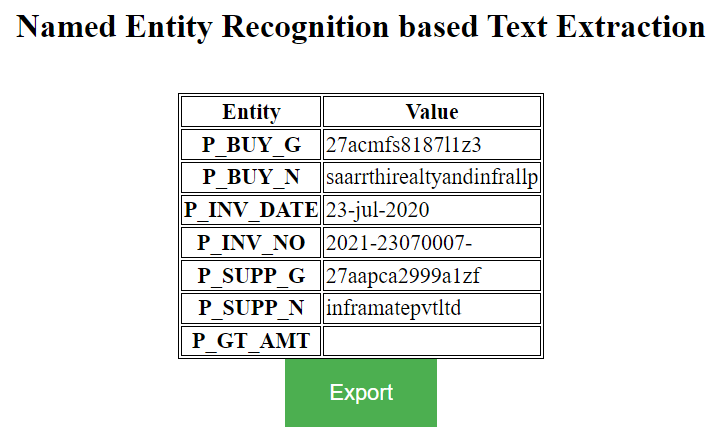 Named Entity Recognition based Text Extraction
Entity Value
P_BUY_G 27acmfs8187l1z3
P_BUY_N saarrthirealtyandinfrallp
P_INV_DATE 23-jul-2020
P_INV_NO 2021-23070007-
P_SUPP_G 27aapca2999a1zf
P_SUPP_N inframatepvtltd
P_GT_AMT
Export